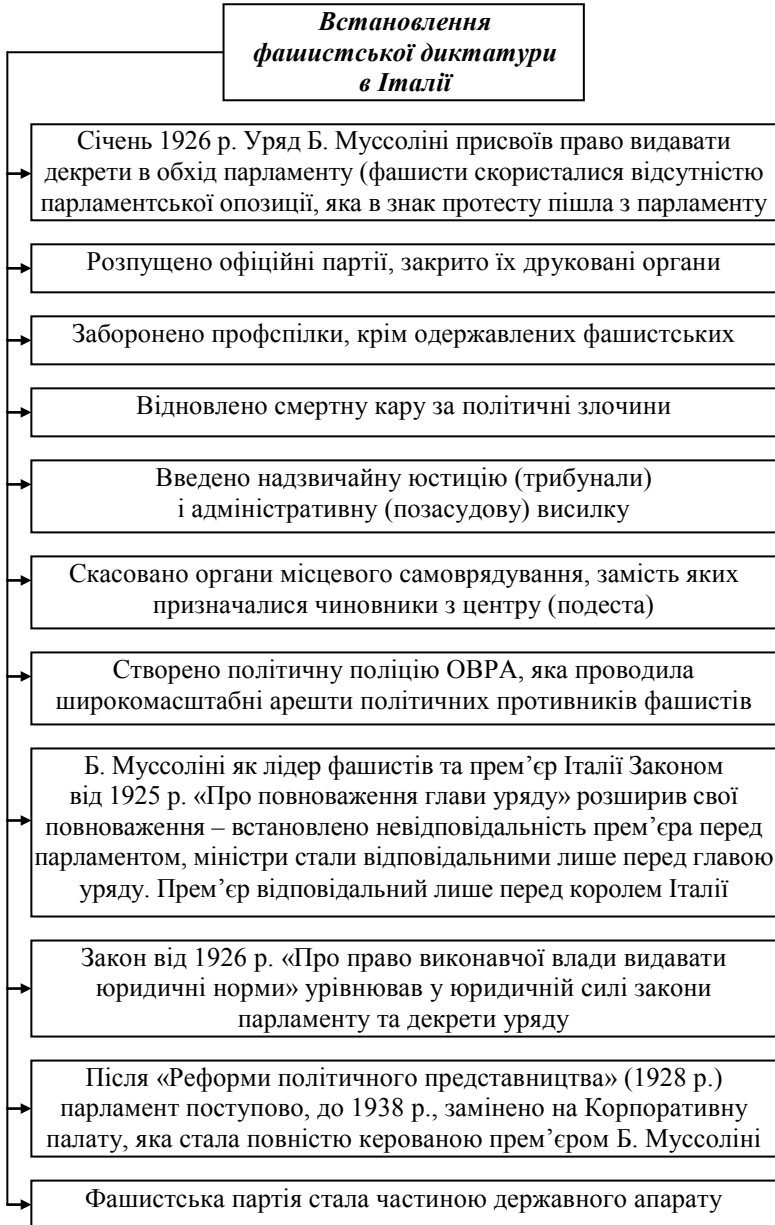 Встановлення
фашистської диктатури
в Італії
Січень 1926 р. Уряд Б. Муссоліні присвоїв право видавати
декрети в обхід парламенту (фашисти скористалися відсутністю
парламентської опозиції, яка в знак протесту пішла з парламенту
Розпущено офіційні партії, закрито їх друковані органи
Заборонено профспілки, крім одержавлених фашистських
Відновлено смертну кару за політичні злочини
Введено надзвичайну юстицію (трибунали)
і адміністративну (позасудову) висилку
Скасовано органи місцевого самоврядування, замість яких
призначалися чиновники з центру (подеста)
Створено політичну поліцію ОВРА, яка проводила
широкомасштабні арешти політичних противників фашистів
Б. Муссоліні як лідер фашистів та прем’єр Італії Законом
від 1925 р. «Про повноваження глави уряду» розширив свої
повноваження – встановлено невідповідальність прем’єра перед
парламентом, міністри стали відповідальними лише перед главою
уряду. Прем’єр відповідальний лише перед королем Італії
Закон від 1926 р. «Про право виконавчої влади видавати
юридичні норми» урівнював у юридичній силі закони
парламенту та декрети уряду
Після «Реформи політичного представництва» (1928 р.)
парламент поступово, до 1938 р., замінено на Корпоративну
палату, яка стала повністю керованою прем’єром Б. Муссоліні
Фашистська партія стала частиною державного апарату